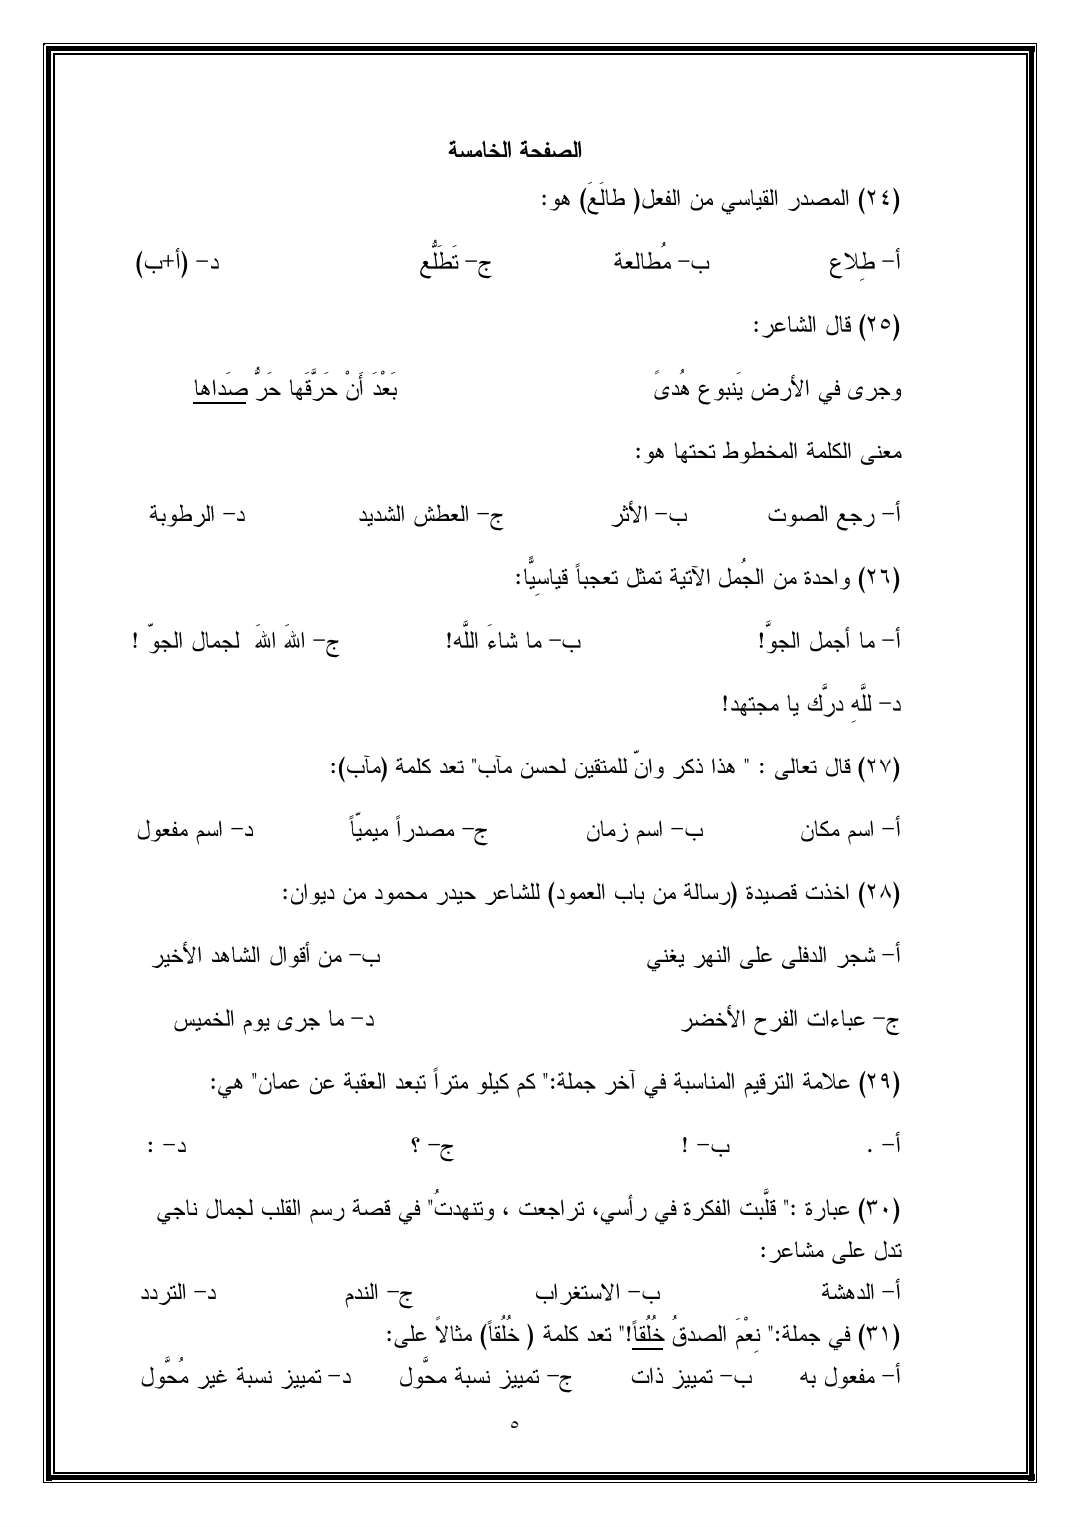 الصفحة الخامسة
(٢٤) المصدر القياسي من الفعل( طالَعَ) هو:
أ- طِلاع ب- مُطالعة ج- تَطَلُّع د- (أ+ب)
(٢٥) قال الشاعر:
وجرى في الأرض يَنبوع هُدىً بَعْدَ أَنْ حَرَّقَها حَرُّ صَداها
معنى الكلمة المخطوط تحتها هو:
أ- رجع الصوت ب- الأثر ج- العطش الشديد د- الرطوبة
(٢٦) واحدة من الجُمل الآتية تمثل تعجباً قياسِيًّا:
أ- ما أجمل الجوَّ! ب- ما شاءَ اللَّه! ج- اللهَ اللهَ لجمال الجوّ !
د- للَّهِ درَّك يا مجتهد!
(٢٧) قال تعالى : " هذا ذكر وانّ للمتقين لحسن مآب" تعد كلمة (مآب):
أ- اسم مكان ب- اسم زمان ج- مصدراً ميميّاً د- اسم مفعول
(٢٨) اخذت قصيدة (رسالة من باب العمود) للشاعر حيدر محمود من ديوان:
أ- شجر الدفلى على النهر يغني ب- من أقوال الشاهد الأخير
ج- عباءات الفرح الأخضر د- ما جرى يوم الخميس
(٢٩) علامة الترقيم المناسبة في آخر جملة:" كم كيلو متراً تبعد العقبة عن عمان" هي:
أ- . ب- ! ج- ؟ د- :
(٣٠) عبارة :" قلَّبت الفكرة في رأسي، تراجعت ، وتنهدتُ" في قصة رسم القلب لجمال ناجي
تدل على مشاعر:
أ- الدهشة ب- الاستغراب ج- الندم د- التردد
(٣١) في جملة:" نِعْمَ الصدقُ خُلُقاً!" تعد كلمة ( خُلُقاً) مثالاً على:
أ- مفعول به ب- تمييز ذات ج- تمييز نسبة محَّول د- تمييز نسبة غير مُحَّول
٥